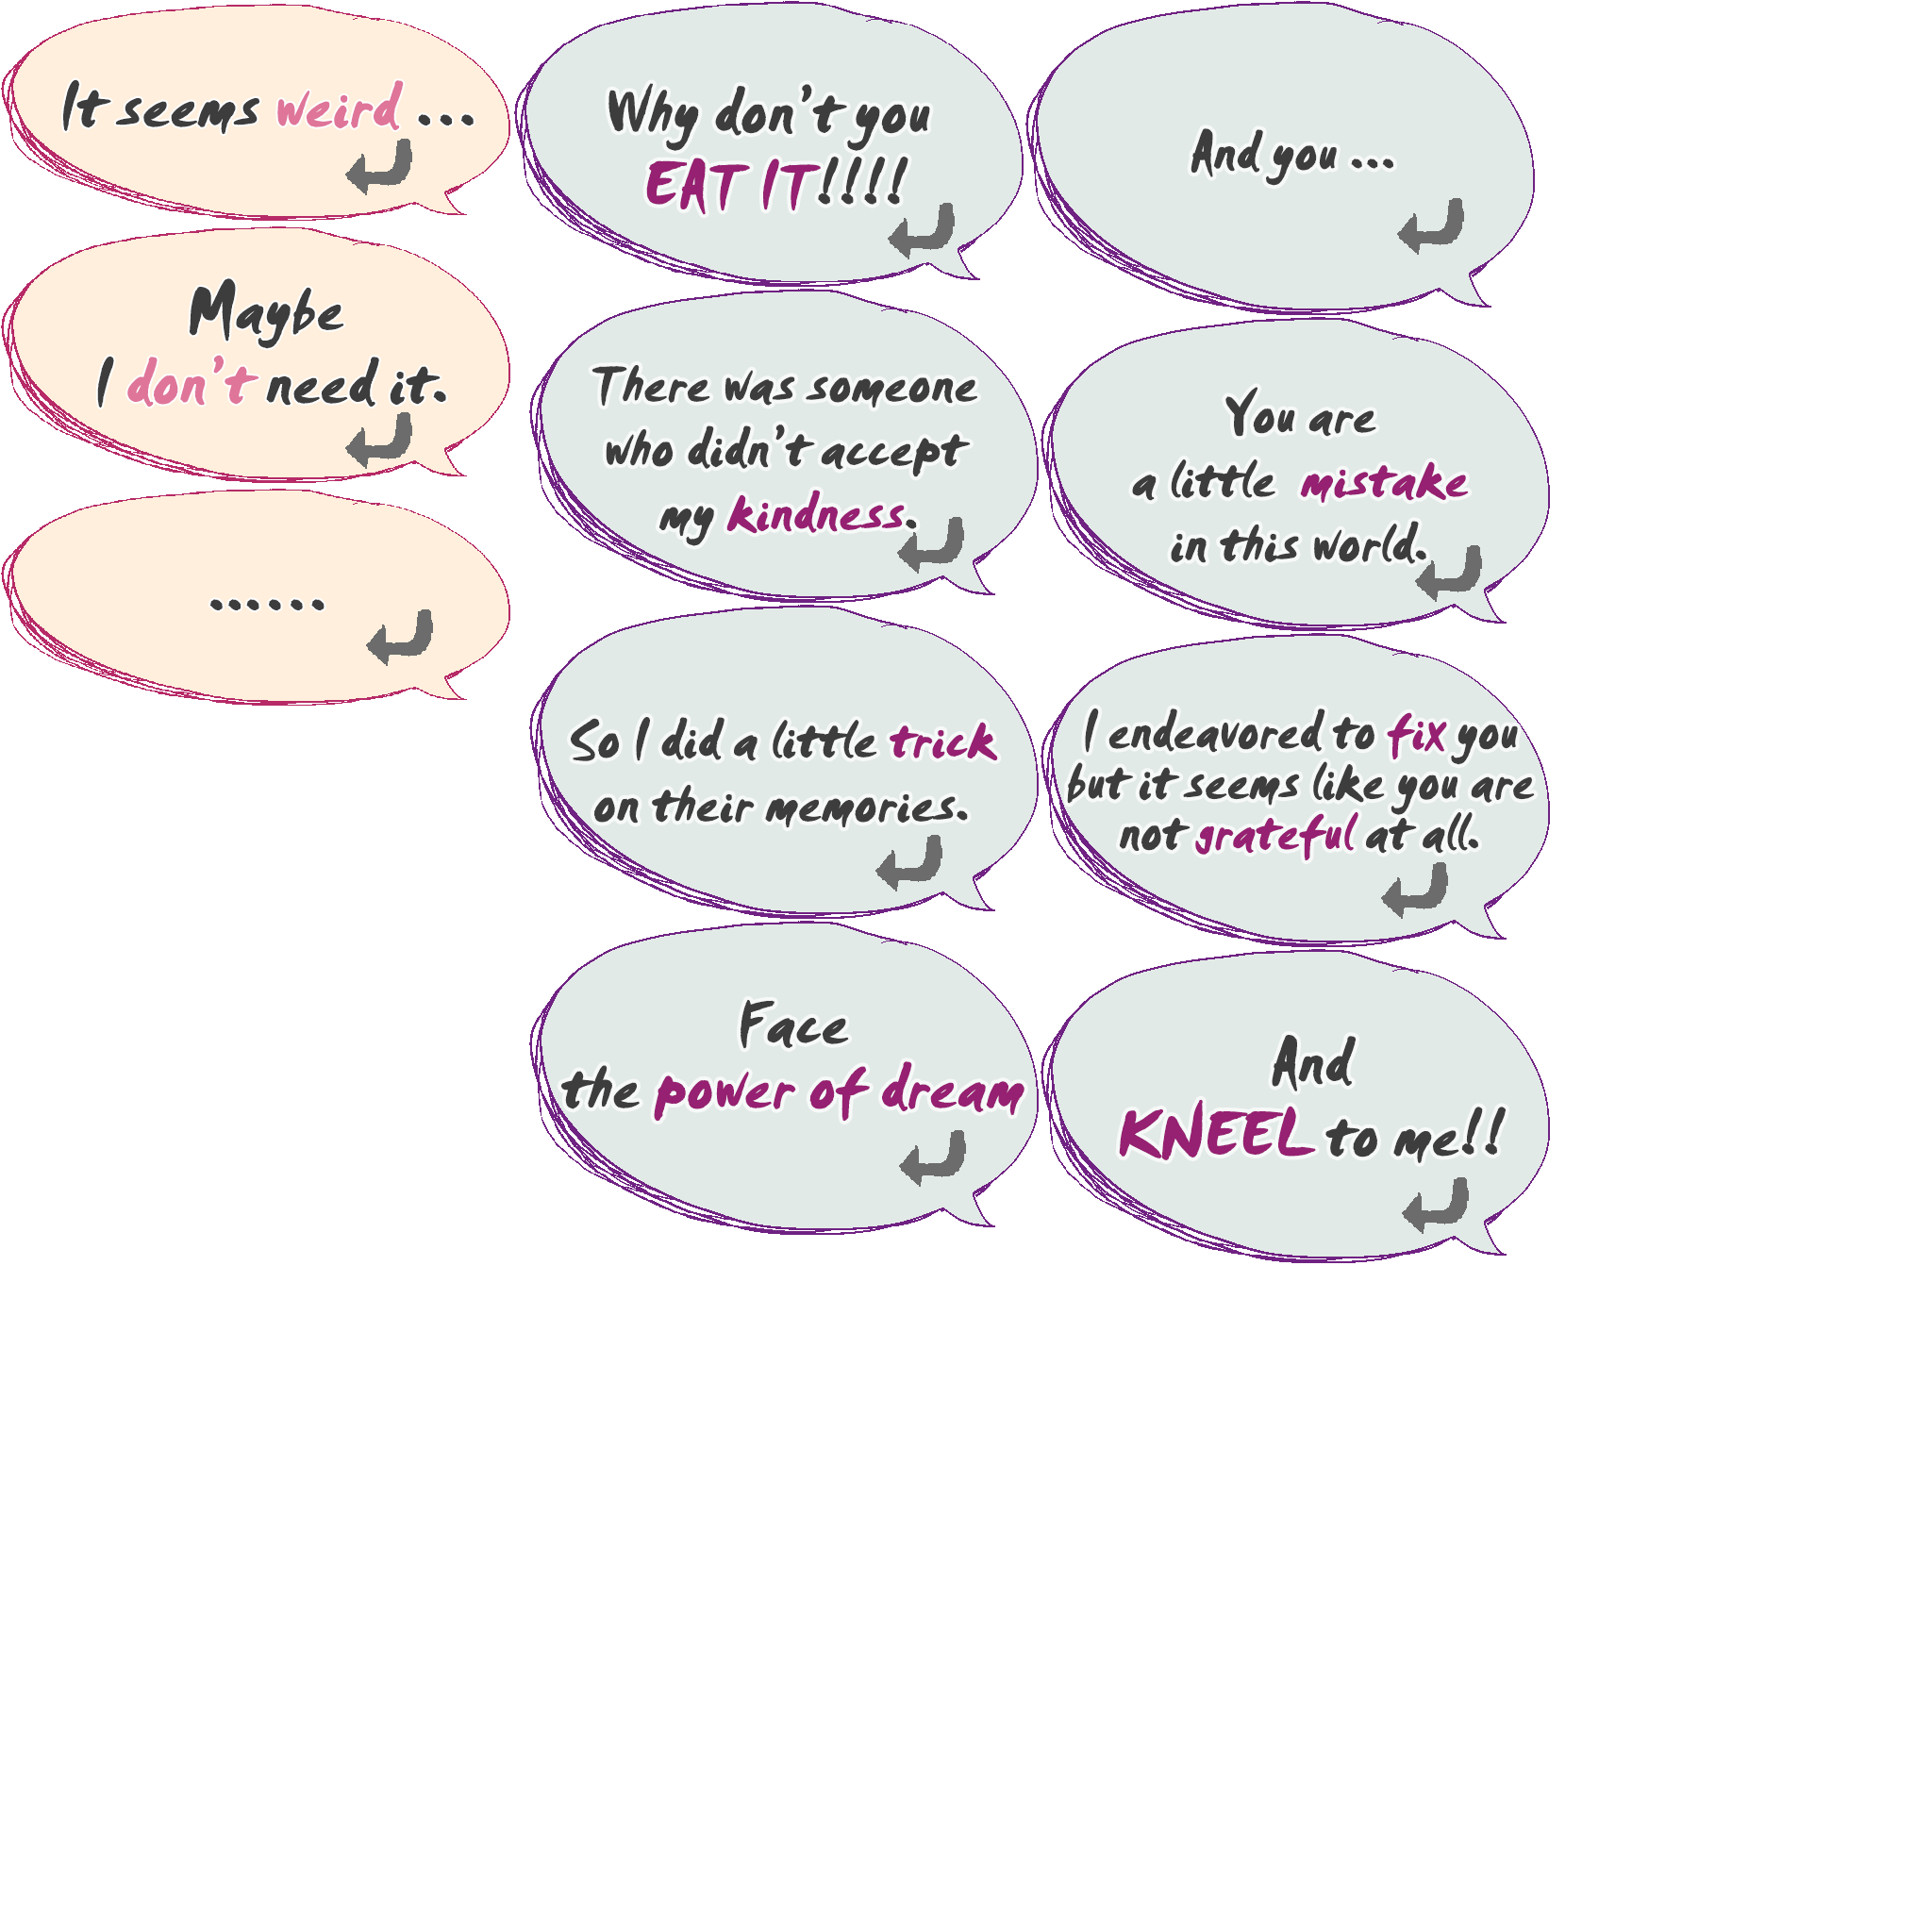 It seems weird ...
Maybe
I don't need it.
......
Why don't you
EAT IT!!!!
There was someone
who didn't accept
my kindness.
So I did a little trick
on their memories.
Face
the power of dream
And you ...
You are
a little mistake
in this world.
I endeavored to fix you
but it seems like you are
not grateful at all.
And
KNEEL to me!!